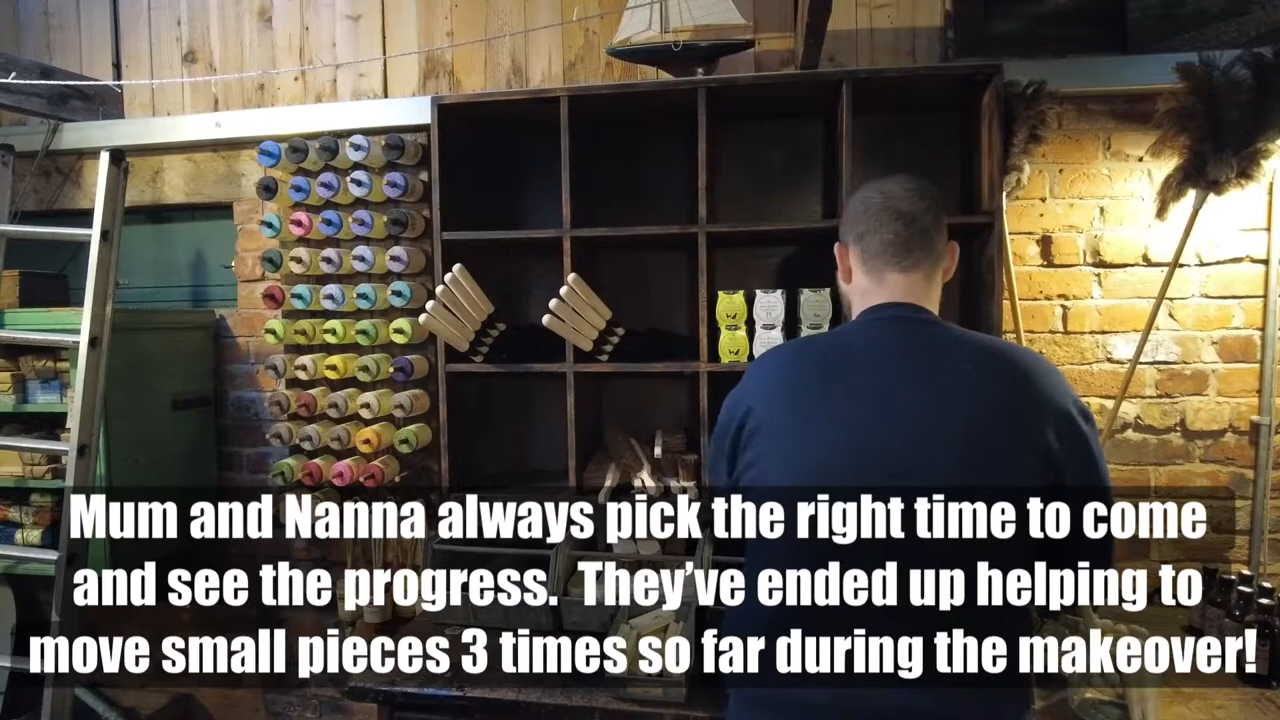 Mum and Nanna always pick the right time to come
and see the progress.  They’ve ended up helping to
move small pieces 3 times so far during the makeover!